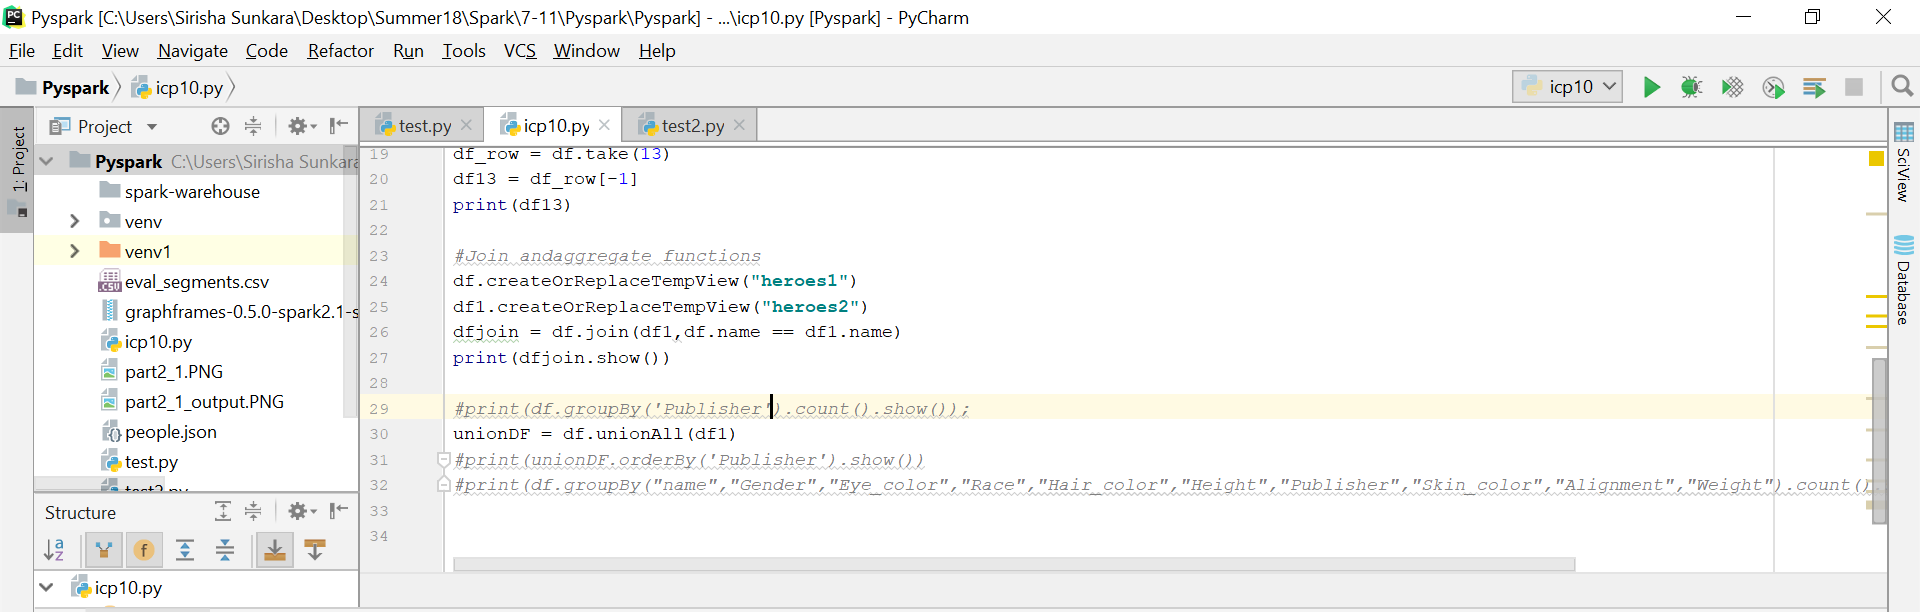 Pyspark [C:\Users\Sirisha Sunkara\Desktop\Summer18\Spark\7-11\Pyspark\Pyspark] - ...\icp10.py [Pyspark] - PyCharm
File Edit View Navigate Code Refactor Run Tools VCS Window Help
Pyspark icp10.py icp10
Project test.py icp10.py test2.py
1: Project
SciView
Database
Pyspark C:\Users\Sirisha Sunkara
spark-warehouse
venv
venv1
eval_segments.csv
graphframes-0.5.0-spark2.1-s
icp10.py
part2_1.PNG
part2_1_output.PNG
people.json
test.py
test2.py
Structure
icp10.py
19 df_row = df.take(13)
20 df13 = df_row[-1]
21 print(df13)
22
23 #Join andaggregate functions
24 df.createOrReplaceTempView("heroes1")
25 df1.createOrReplaceTempView("heroes2")
26 dfjoin = df.join(df1,df.name == df1.name)
27 print(dfjoin.show())
28
29 #print(df.groupBy('Publisher').count().show());
30 unionDF = df.unionAll(df1)
31 #print(unionDF.orderBy('Publisher').show())
32 #print(df.groupBy("name","Gender","Eye_color","Race","Hair_color","Height","Publisher","Skin_color","Alignment","Weight").count()
33
34